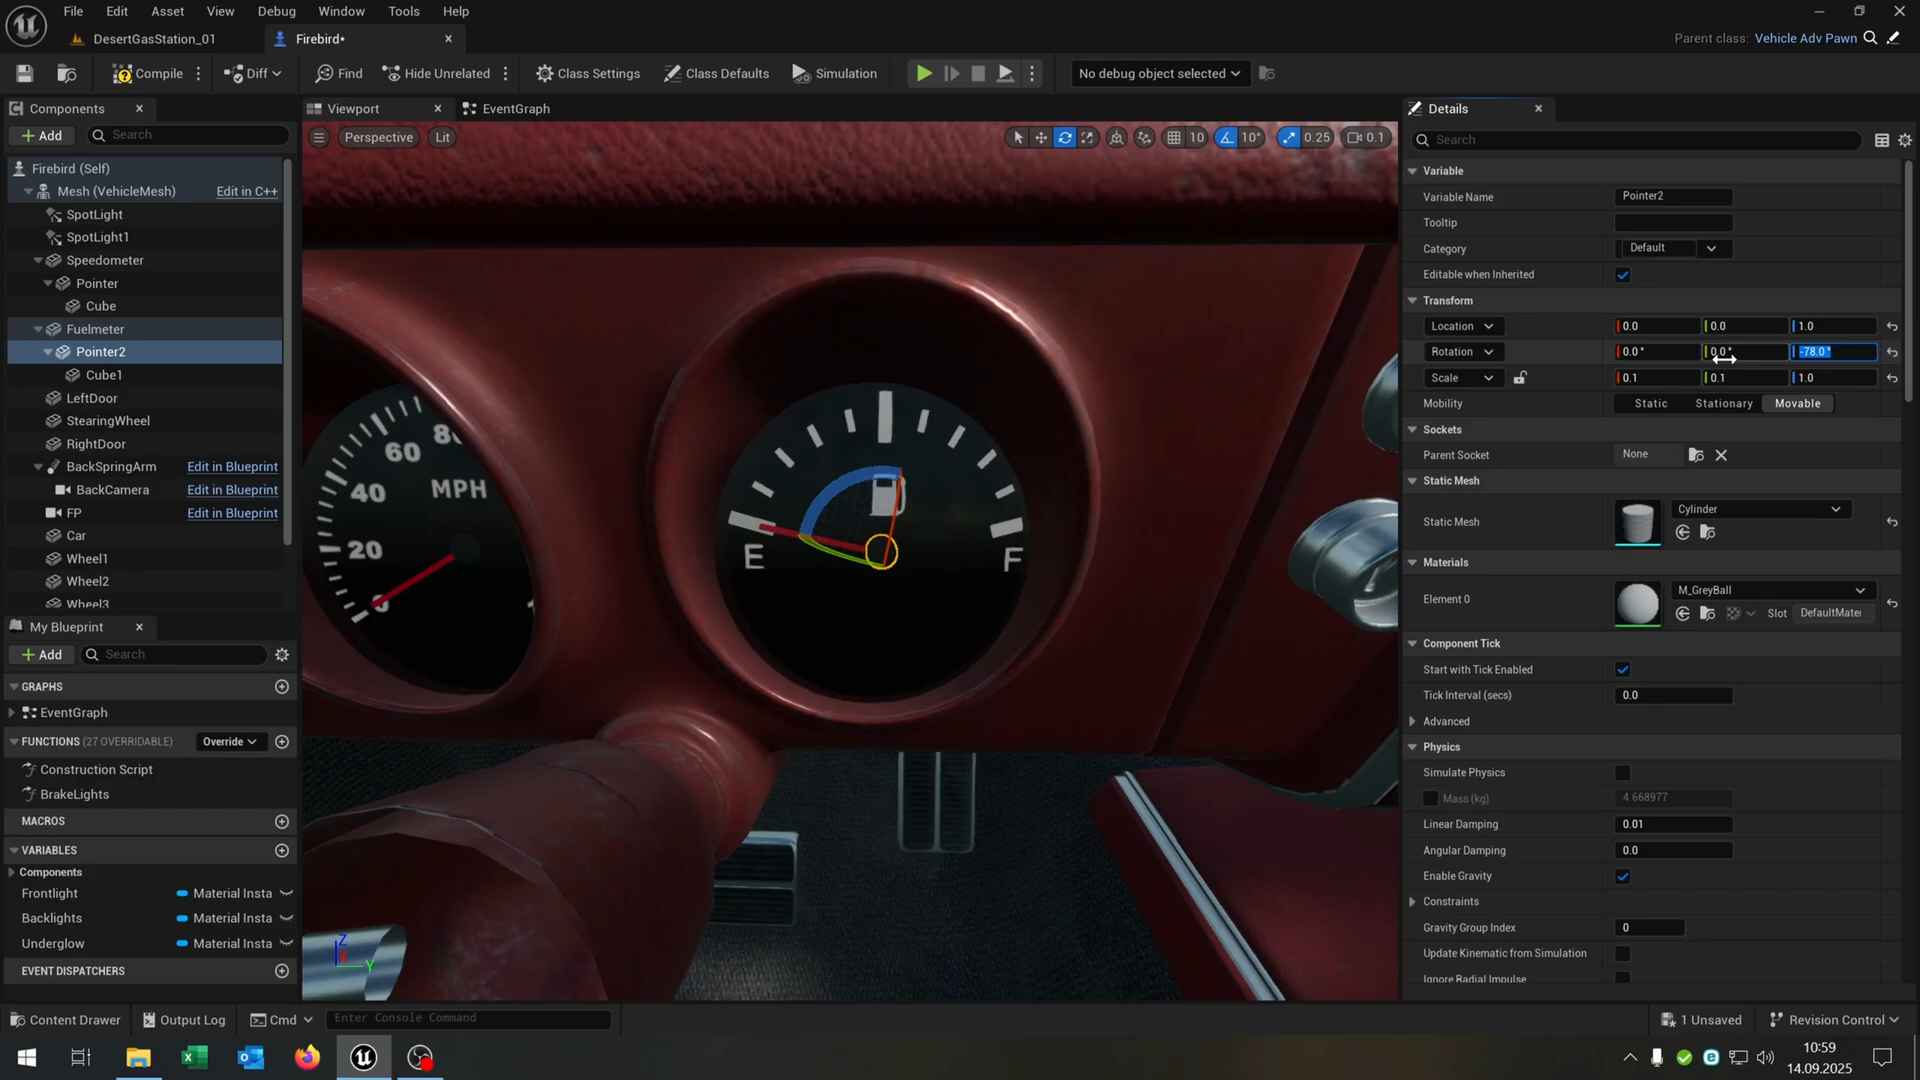 File Edit Asset View Debug Window Tools Help
DesertGasStation_01
Firebird*
Parent class: Vehicle Adv Pawn
Compile
Diff
Find
Hide Unrelated
Class Settings
Class Defaults
Simulation
No debug object selected
Components
Add
Search
Firebird (Self)
Mesh (VehicleMesh) Edit in C++
SpotLight
SpotLight1
Speedometer
Pointer
Cube
Fuelmeter
Pointer2
Cube1
LeftDoor
StearingWheel
RightDoor
BackSpringArm Edit in Blueprint
BackCamera Edit in Blueprint
FP Edit in Blueprint
Car
Wheel1
Wheel2
Wheel3
My Blueprint
Add
Search
GRAPHS
EventGraph
FUNCTIONS (27 OVERRIDABLE) Override
Construction Script
BrakeLights
MACROS
VARIABLES
Components
Frontlight Material Insta
Backlights Material Insta
Underglow Material Insta
EVENT DISPATCHERS
Viewport
EventGraph
Perspective
Lit
10
10°
0.25
0.1
80
60
MPH
40
20
0
E
F
Z
Y
Details
Search
Variable
Variable Name Pointer2
Tooltip
Category Default
Editable when Inherited
Transform
Location 0.0 0.0 1.0
Rotation 0.0° 0.0° -78.0°
Scale 0.1 0.1 1.0
Mobility Static Stationary Movable
Sockets
Parent Socket None
Static Mesh
Static Mesh Cylinder
Materials
Element 0 M_GreyBall
Slot DefaultMater
Component Tick
Start with Tick Enabled
Tick Interval (secs) 0.0
Advanced
Physics
Simulate Physics
Mass (kg) 4.668977
Linear Damping 0.01
Angular Damping 0.0
Enable Gravity
Constraints
Gravity Group Index 0
Update Kinematic from Simulation
Ignore Radial Impulse
Content Drawer
Output Log
Cmd
Enter Console Command
1 Unsaved
Revision Control
10:59
14.09.2025